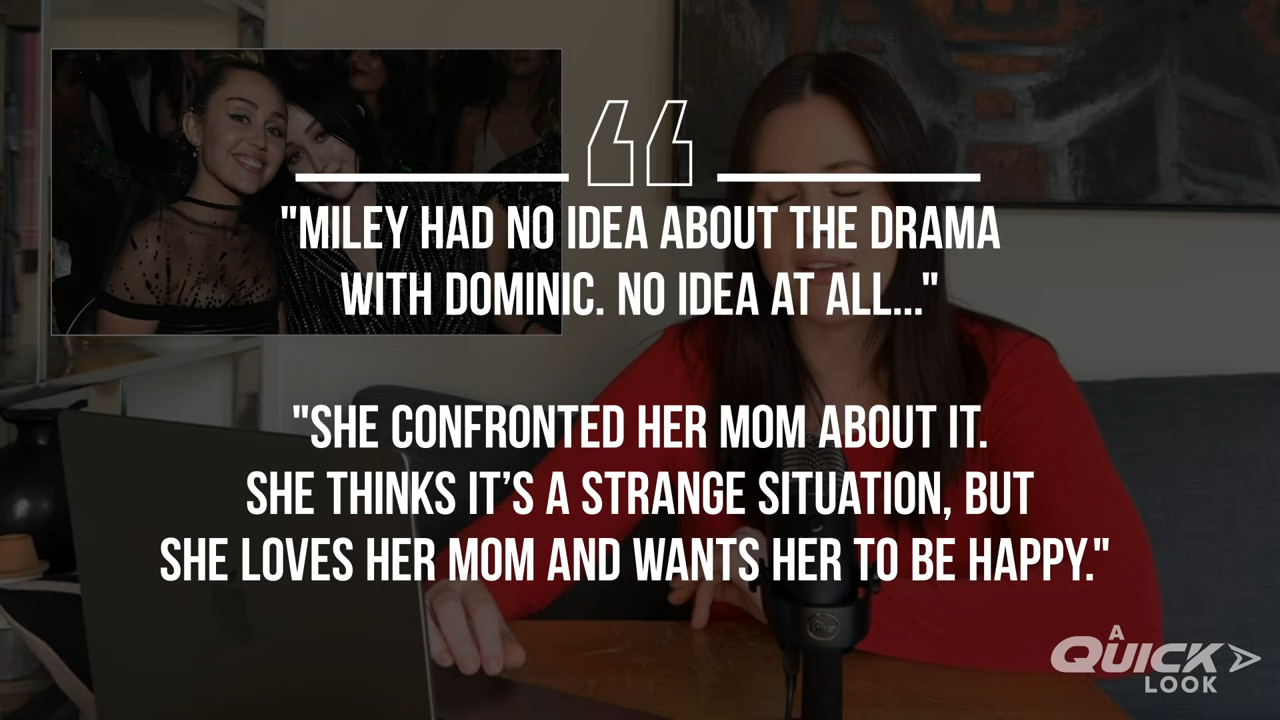 "MILEY HAD NO IDEA ABOUT THE DRAMA
WITH DOMINIC. NO IDEA AT ALL..."
"SHE CONFRONTED HER MOM ABOUT IT.
SHE THINKS IT’S A STRANGE SITUATION, BUT
SHE LOVES HER MOM AND WANTS HER TO BE HAPPY."
Blue
A
QUICK
LOOK